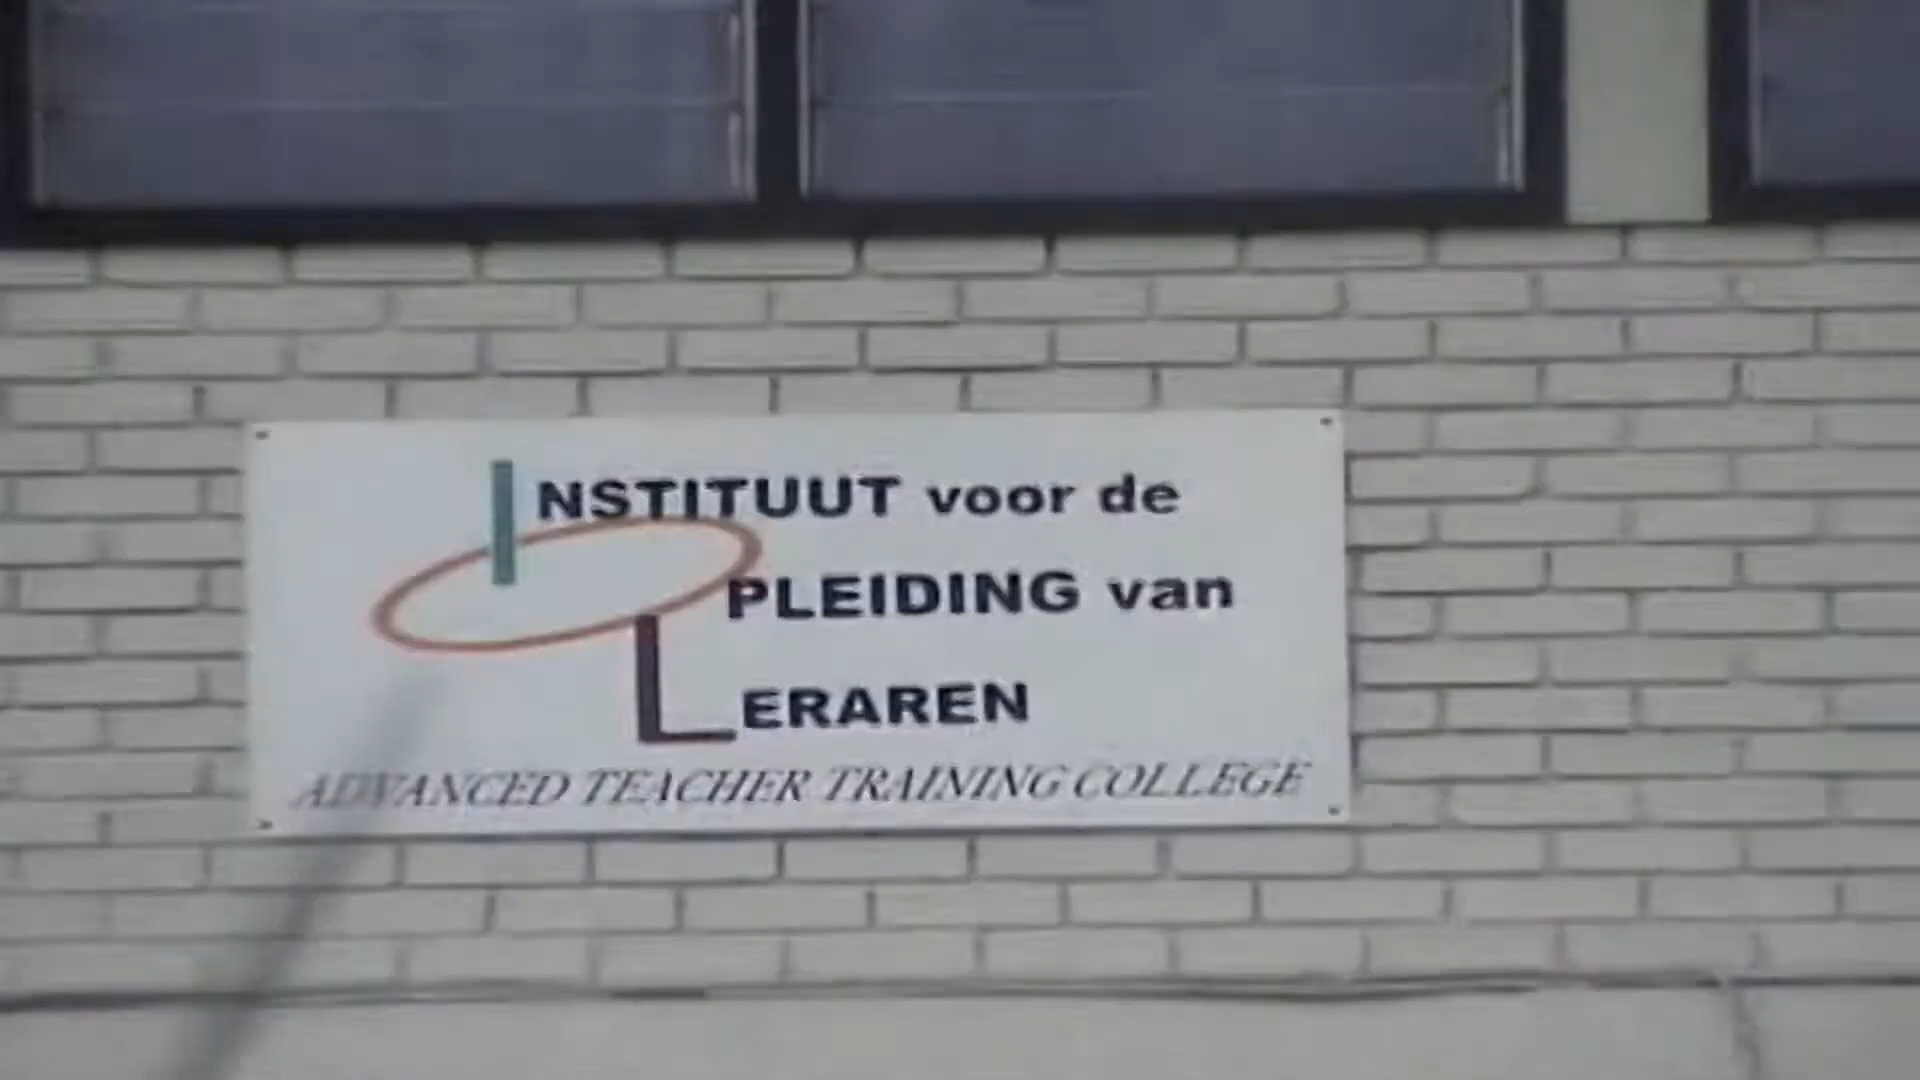 INSTITUUT voor de
OPLEIDING van
LERAREN
ADVANCED TEACHER TRAINING COLLEGE